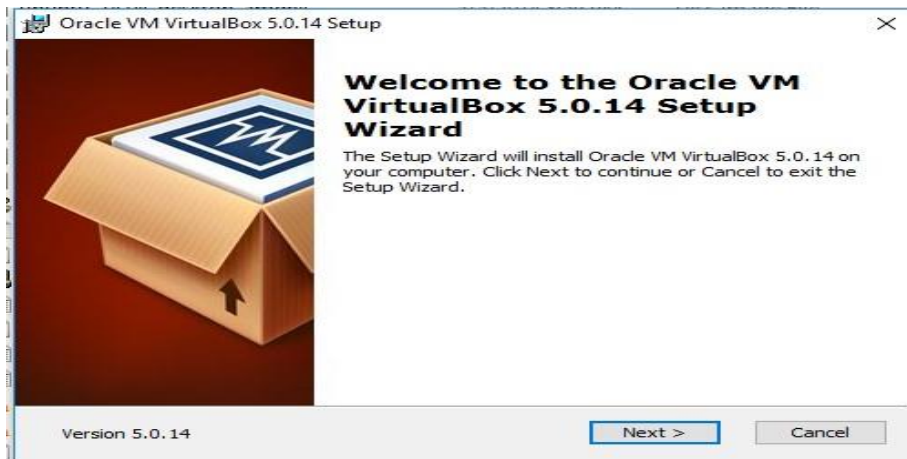 Oracle VM VirtualBox 5.0.14 Setup
Welcome to the Oracle VM
VirtualBox 5.0.14 Setup
Wizard
The Setup Wizard will install Oracle VM VirtualBox 5.0.14 on
your computer. Click Next to continue or Cancel to exit the
Setup Wizard.
Version 5.0.14
Next >
Cancel